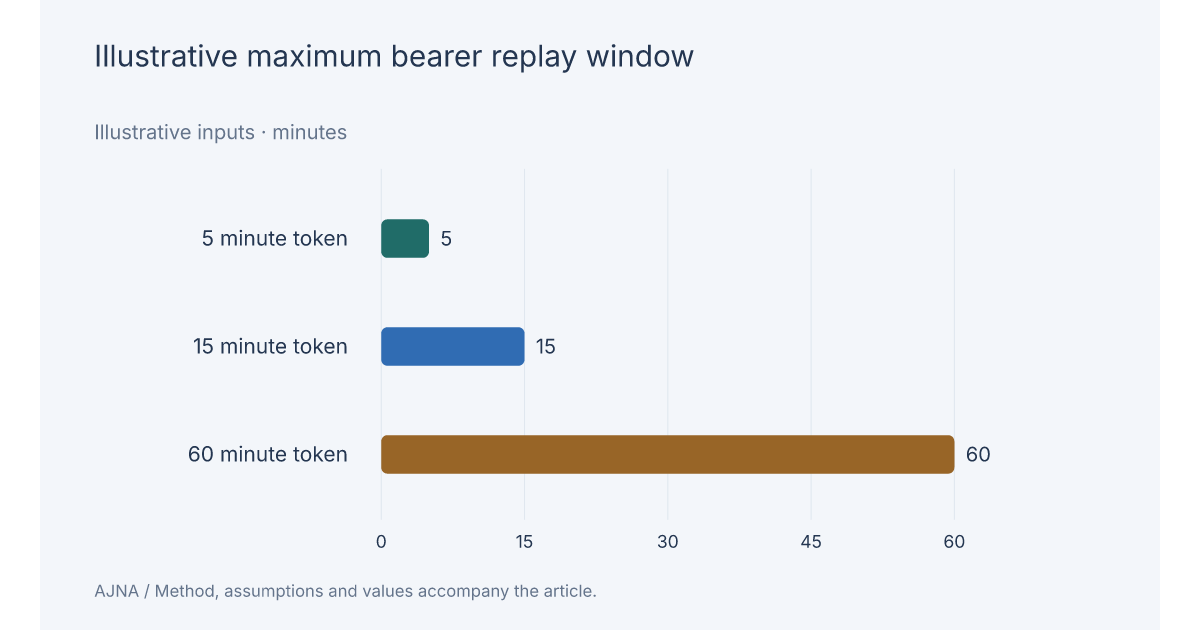 Illustrative maximum bearer replay window
Illustrative inputs · minutes
5 minute token 5
15 minute token 15
60 minute token 60
0 15 30 45 60
AJNA / Method, assumptions and values accompany the article.